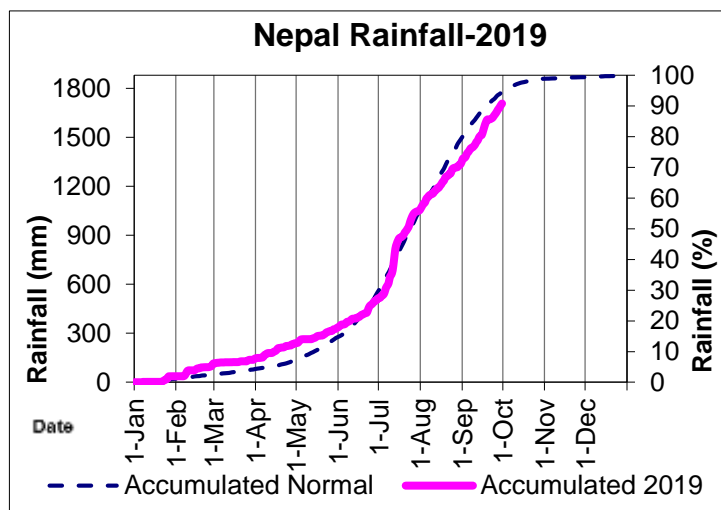 Nepal Rainfall-2019
Rainfall (mm)
1800
1500
1200
900
600
300
0
100
90
80
70
60
50
40
30
20
10
0
Rainfall (%)
Date
1-Jan
1-Feb
1-Mar
1-Apr
1-May
1-Jun
1-Jul
1-Aug
1-Sep
1-Oct
1-Nov
1-Dec
Accumulated Normal
Accumulated 2019